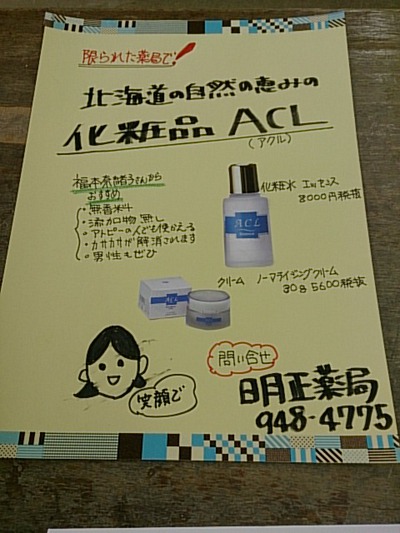 限られた薬局で!
北海道の自然の恵みの
化粧品 ACL
(アクル)
からおすすめ
・無香料
・添加物無し
・アトピーの人でも使かえる
・カサカサが解消されます
・男性もぜひ
化粧水 エッセンス
8000円税抜
ACL
クリーム ノーマライジングクリーム
30g 5600税抜
ACL
問い合せ
笑顔で
明正薬局
948-4775